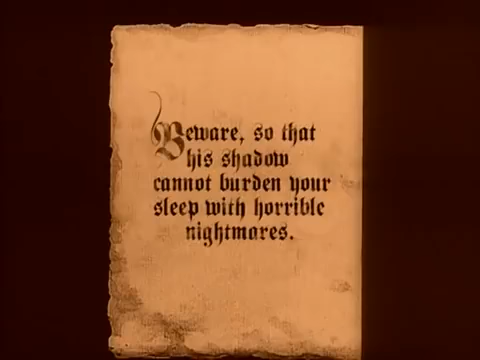 Beware, so that
his shadow
cannot burden your
sleep with horrible
nightmares.